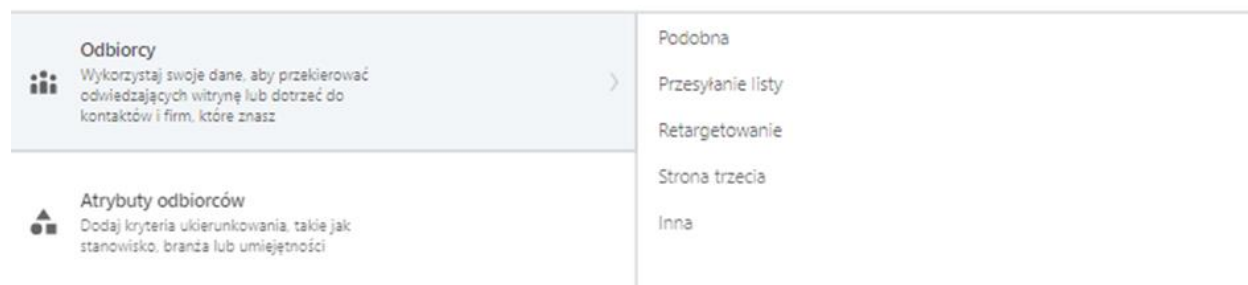 Odbiorcy
Wykorzystaj swoje dane, aby przekierować
odwiedzających witrynę lub dotrzeć do
kontaktów i firm, które znasz
Atrybuty odbiorców
Dodaj kryteria ukierunkowania, takie jak
stanowisko, branża lub umiejętności
Podobna
Przesyłanie listy
Retargetowanie
Strona trzecia
Inna